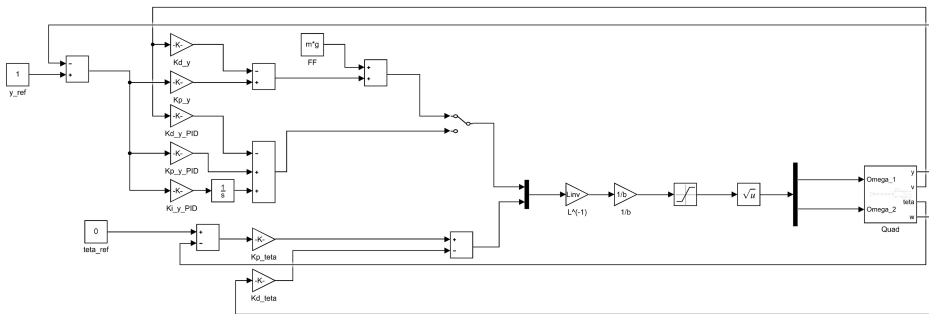 -K-
Kd_y
m*g
FF
1
y_ref
-K-
Kp_y
-K-
Kd_y_PID
-K-
Kp_y_PID
-K-
Ki_y_PID
1
s
0
teta_ref
-K-
Kp_teta
-K-
Kd_teta
Linv
L^(-1)
1/b
1/b
√u
Omega_1
Omega_2
y
v
teta
w
Quad